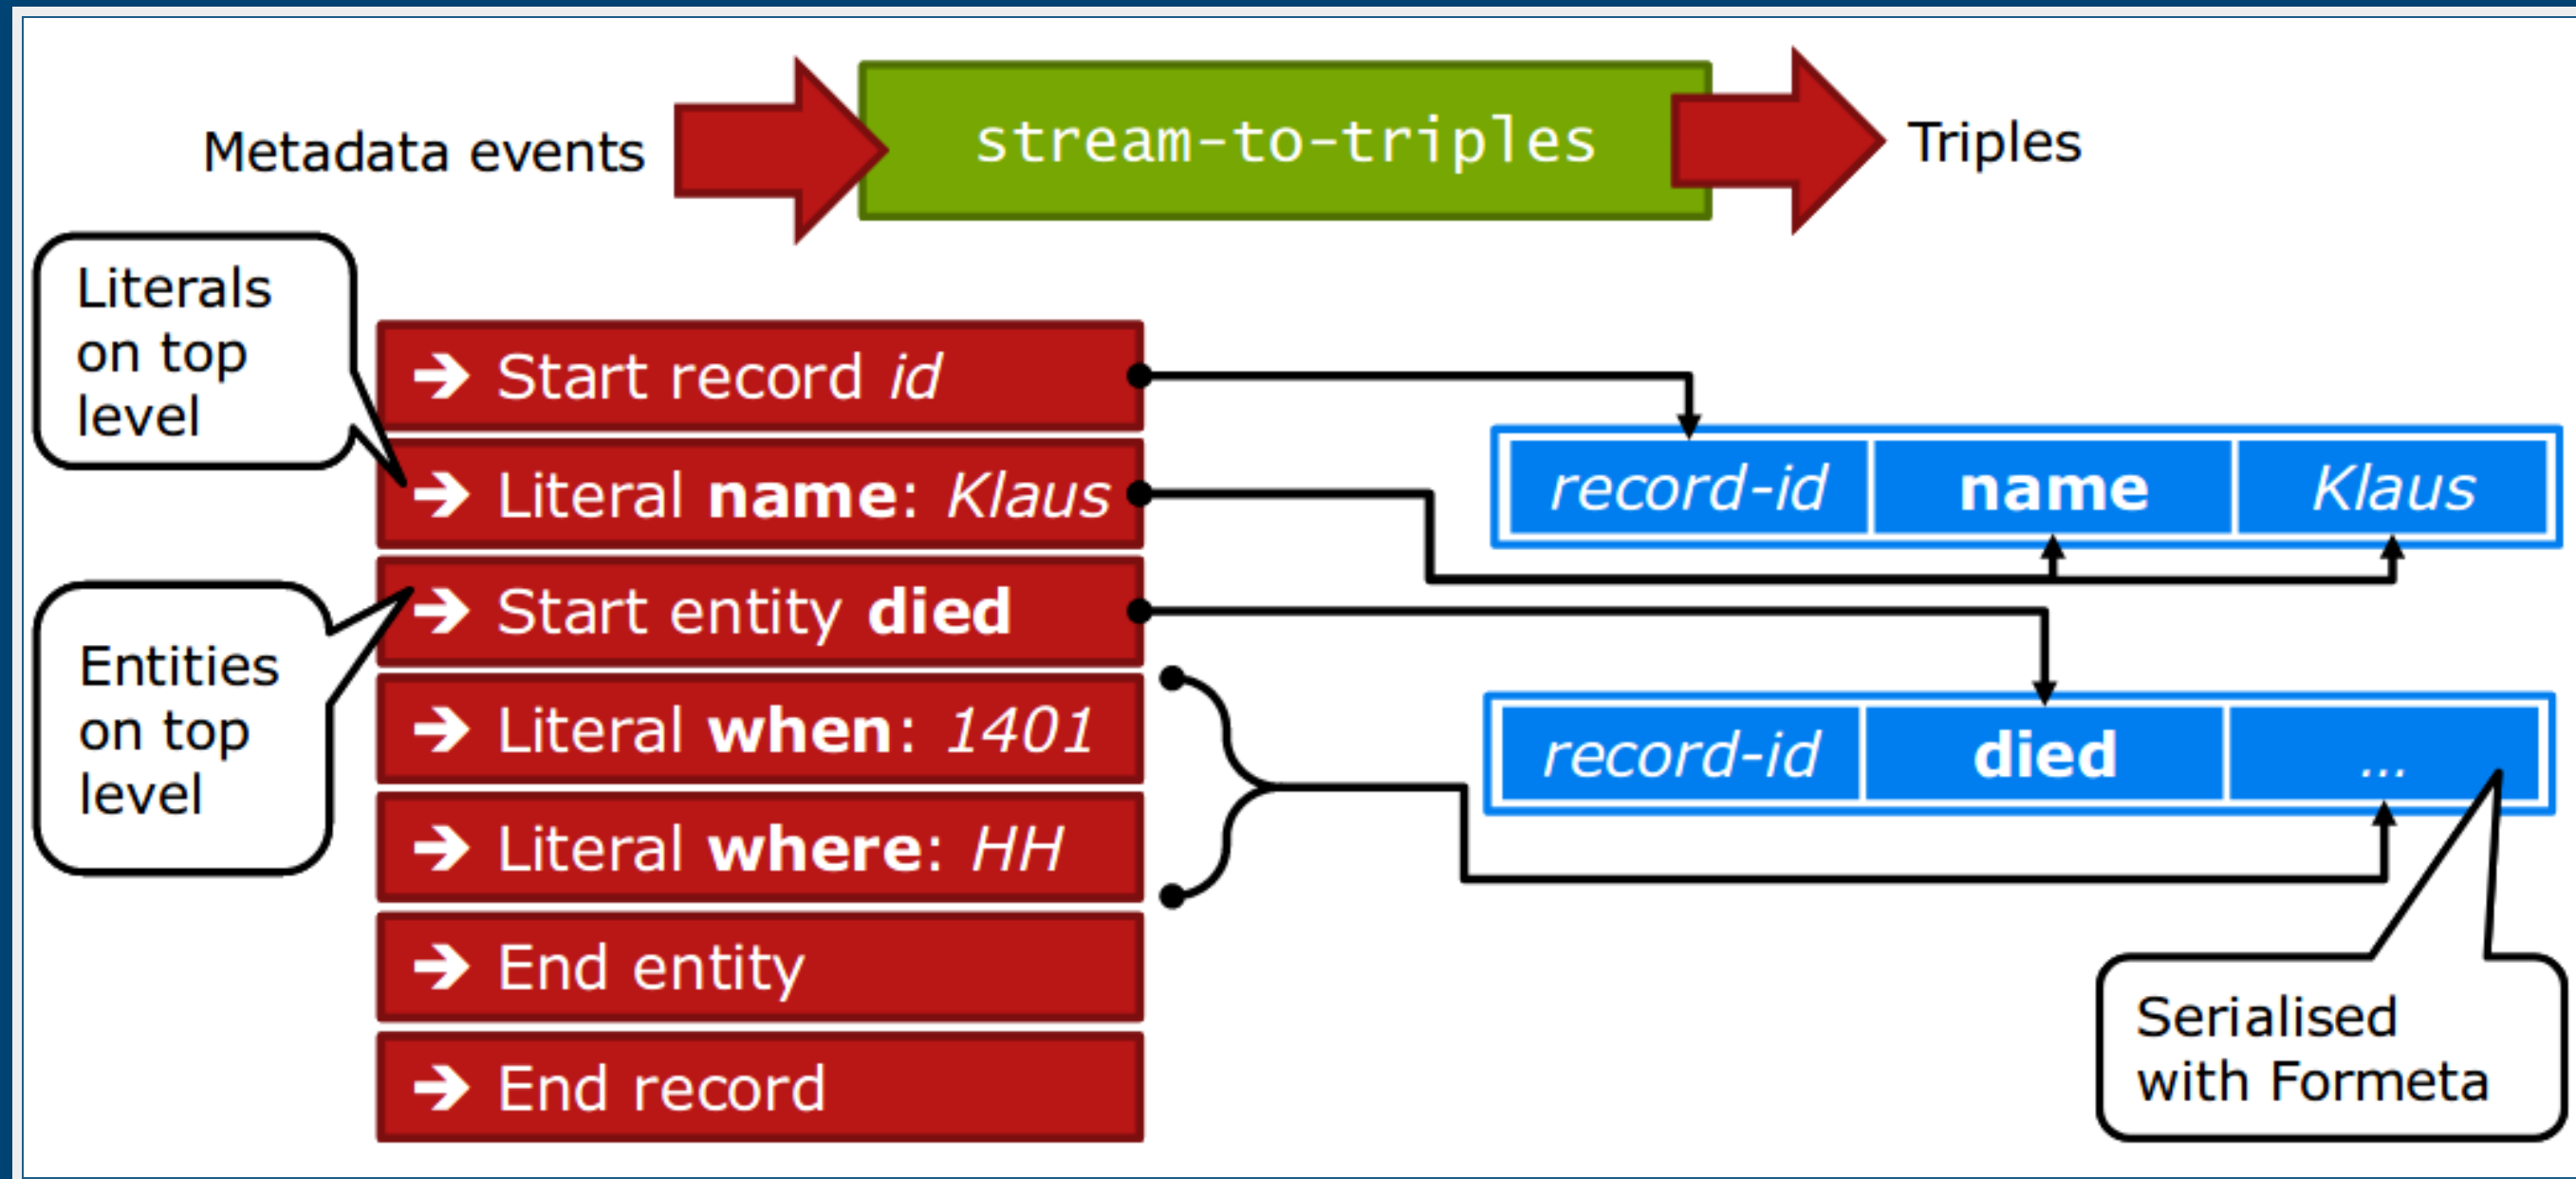 Metadata events
stream-to-triples
Triples
Literals
on top
level
➔ Start record id
➔ Literal name: Klaus
➔ Start entity died
➔ Literal when: 1401
➔ Literal where: HH
➔ End entity
➔ End record
Entities
on top
level
record-id name Klaus
record-id died ...
Serialised
with Formeta